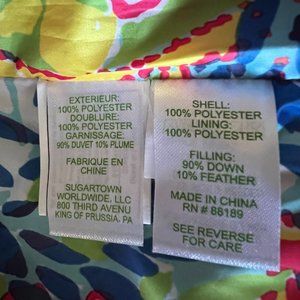 EXTERIEUR:
100% POLYESTER
DOUBLURE:
100% POLYESTER
GARNISSAGE:
90% DUVET 10% PLUME
FABRIQUE EN
CHINE
SUGARTOWN
WORLDWIDE, LLC
800 THIRD AVENU
KING OF PRUSSIA, PA
SHELL:
100% POLYESTER
LINING:
100% POLYESTER
FILLING:
90% DOWN
10% FEATHER
MADE IN CHINA
RN # 66189
SEE REVERSE
FOR CARE